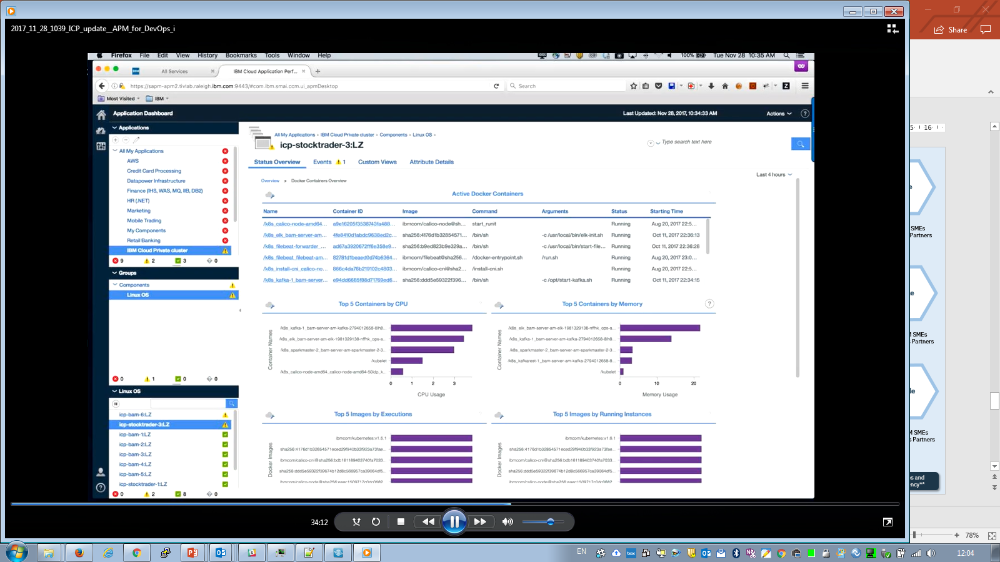 2017_11_28_1039_ICP_update__APM_for_DevOps_i
Share
Firefox File Edit View History Bookmarks Tools Window Help
100% Tue Nov 28 10:35 AM
All Services
IBM Cloud Application Perf...
https://sapm-apm2.tivlab.raleigh.ibm.com:9443/#com.ibm.smai.ccm.ui_apmDesktop
Search
Most Visited
IBM
Application Dashboard
Last Updated: Nov 28, 2017, 10:34:33 AM
Actions
Applications
All My Applications
AWS
Credit Card Processing
Datapower Infrastructure
Finance (IHS, WAS, MQ, IIB, DB2)
HR (.NET)
Marketing
Mobile Trading
My Components
Retail Banking
IBM Cloud Private cluster
9 2 3 0
Groups
Components
Linux OS
0 1 0 0
Linux OS
icp-bam-6:LZ
icp-stocktrader-3:LZ
icp-bam-1:LZ
icp-bam-2:LZ
icp-bam-3:LZ
icp-bam-4:LZ
icp-bam-5:LZ
icp-stocktrader-1:LZ
0 2 8 0
All My Applications > IBM Cloud Private cluster > Components > Linux OS >
icp-stocktrader-3:LZ
Type search text here
Status Overview
Events 1
Custom Views
Attribute Details
Last 4 hours
Overview > Docker Containers Overview
Active Docker Containers
Name Container ID Image Command Arguments Status Starting Time
/k8s_calico-node-amd64... a9e16205f3538743fa488... ibmcom/calico-node@sh... start_runit Running Aug 20, 2017 22:5...
/k8s_elk_bam-server-am... 4fe8410d1abdc9638ed2c... sha256:4176d1b32854571... /bin/sh -c /usr/local/bin/elk-init.sh Running Oct 11, 2017 22:36:13
/k8s_filebeat-forwarder_... ad67a3920672ff6e358e9... sha256:b9ed823b9e329a... /bin/sh -c /usr/local/bin/start-file... Running Oct 11, 2017 22:36:28
/k8s_filebeat_filebeat-am... 82781d1beaed0d74b6364... ibmcom/filebeat@sha256... /docker-entrypoint.sh /run.sh Running Aug 20, 2017 23:0...
/k8s_install-cni_calico-no... 866c4da76b219102c4803... ibmcom/calico-cni@sha2... /install-cni.sh Running Aug 20, 2017 22:5...
/k8s_kafka-1_bam-server... e94dd6685f88d71769ed6... sha256:ddd5e59322f396... /bin/sh -c /opt/start-kafka.sh Running Oct 11, 2017 22:34:15
Top 5 Containers by CPU
Container Names
/k8s_kafka-1_bam-server-am-kafka-2794012658-8lh8...
/k8s_elk_bam-server-am-elk-1981329138-nffhk_ops-a...
/k8s_sparkmaster-2_bam-server-am-sparkmaster-2-3...
/kubelet
/k8s_calico-node-amd64_calico-node-amd64-50ldp_k...
0 1 2 3
CPU Usage
Top 5 Containers by Memory
Container Names
/k8s_elk_bam-server-am-elk-1981329138-nffhk_ops-a...
/k8s_kafka-1_bam-server-am-kafka-2794012658-8lh8...
/k8s_sparkmaster-2_bam-server-am-sparkmaster-2-3...
/k8s_kafkarest-1_bam-server-am-kafka-2794012658-8...
/kubelet
0 10 20
Memory Usage
Top 5 Images by Executions
Docker Images
ibmcom/kubernetes:v1.6.1
sha256:4176d1b32854571eced29f940b33f923a73fae...
ibmcom/calico-cni@sha256:bdb161189403740fa7033...
sha256:ddd5e59322f39674b12d8c566957ca39064df5...
Top 5 Images by Running Instances
Docker Images
ibmcom/kubernetes:v1.6.1
sha256:4176d1b32854571eced29f940b33f923a73fae...
ibmcom/calico-cni@sha256:bdb161189403740fa7033...
sha256:ddd5e59322f39674b12d8c566957ca39064df5...
34:12
16
SMEs
Partners
SMEs
Partners
SMEs
Partners
78%
EN
box
12:04